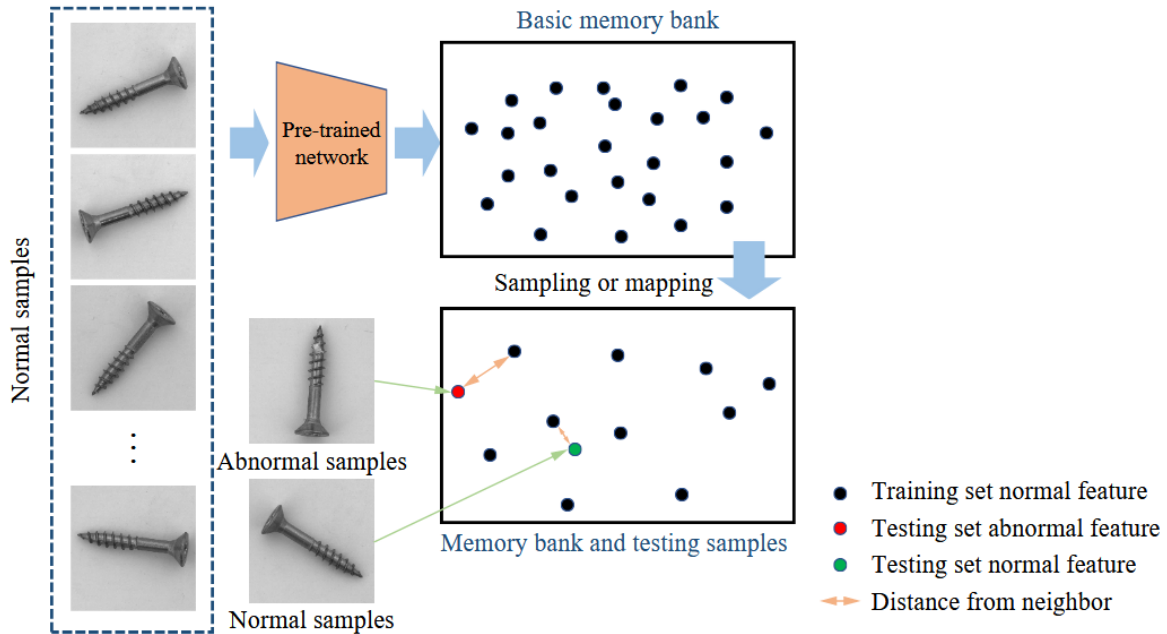 Basic memory bank
Pre-trained
network
Normal samples
Sampling or mapping
Abnormal samples
Normal samples
Memory bank and testing samples
Training set normal feature
Testing set abnormal feature
Testing set normal feature
Distance from neighbor